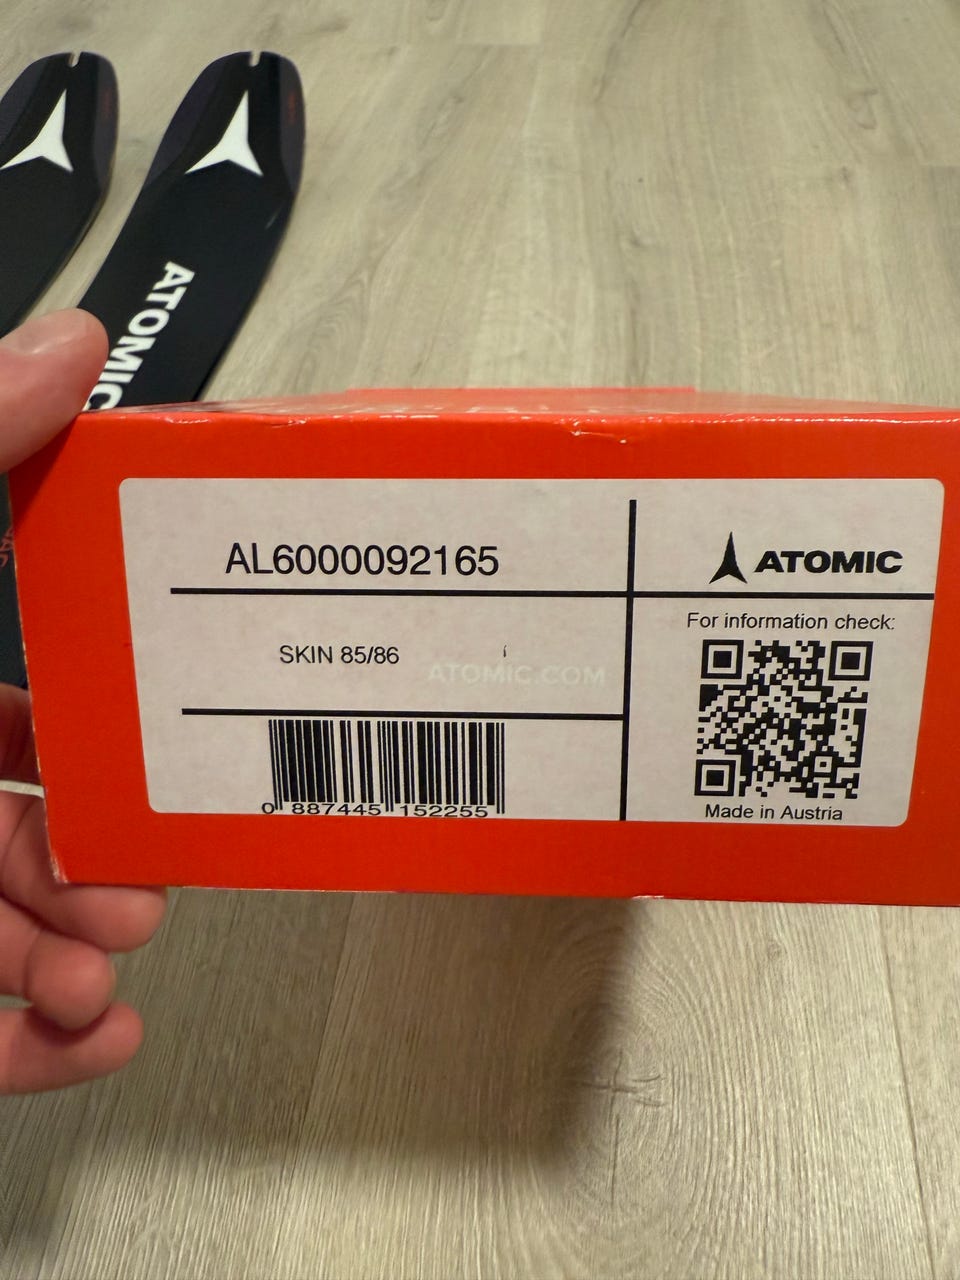 ATOMIC
AL6000092165
ATOMIC
For information check:
SKIN 85/86
ATOMIC.COM
0 887445 152255
Made in Austria